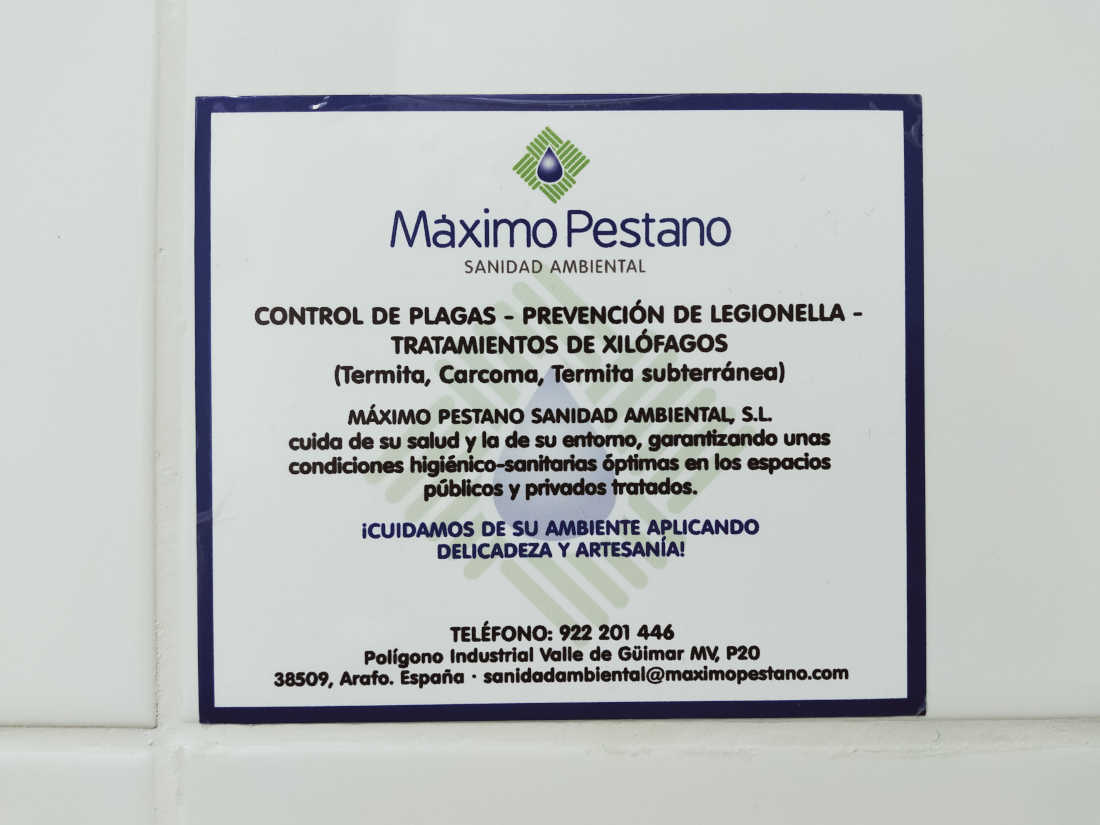 Máximo Pestano
SANIDAD AMBIENTAL
CONTROL DE PLAGAS - PREVENCIÓN DE LEGIONELLA -
TRATAMIENTOS DE XILÓFAGOS
(Termita, Carcoma, Termita subterránea)
MÁXIMO PESTANO SANIDAD AMBIENTAL, S.L.
cuida de su salud y la de su entorno, garantizando unas
condiciones higiénico-sanitarias óptimas en los espacios
públicos y privados tratados.
¡CUIDAMOS DE SU AMBIENTE APLICANDO
DELICADEZA Y ARTESANÍA!
TELÉFONO: 922 201 446
Polígono Industrial Valle de Güimar MV, P20
38509, Arafo. España · sanidadambiental@maximopestano.com